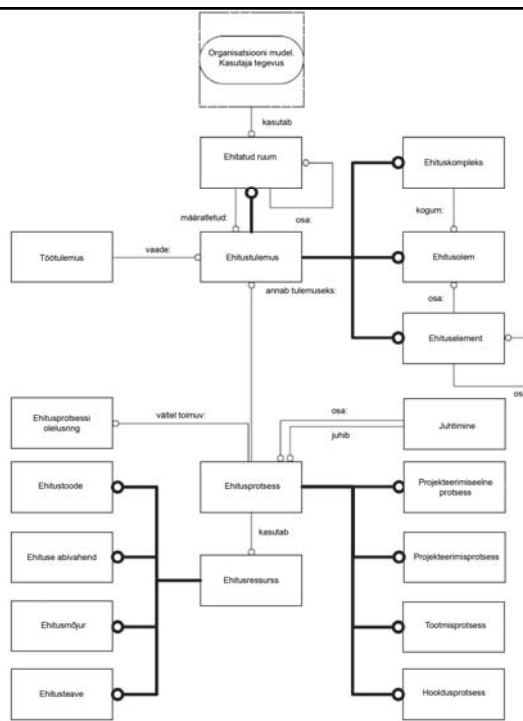 Organisatsiooni mudel.
Kasutaja tegevus
kasutab
Ehitatud ruum
Ehituskompleks
määratletud:
osa:
kogum:
Töötulemus
vaade:
Ehitustulemus
Ehitusolem
annab tulemuseks:
osa:
Ehituselement
os
Ehitusprotsessi
olelusring
vältel toimuv:
osa:
juhib
Juhtimine
Ehitustoode
Ehitusprotsess
Projekteerimiseelne
protsess
kasutab
Ehituse abivahend
Ehitusressurss
Projekteerimisprotsess
Ehitusmõjur
Tootmisprotsess
Ehitusteave
Hooldusprotsess